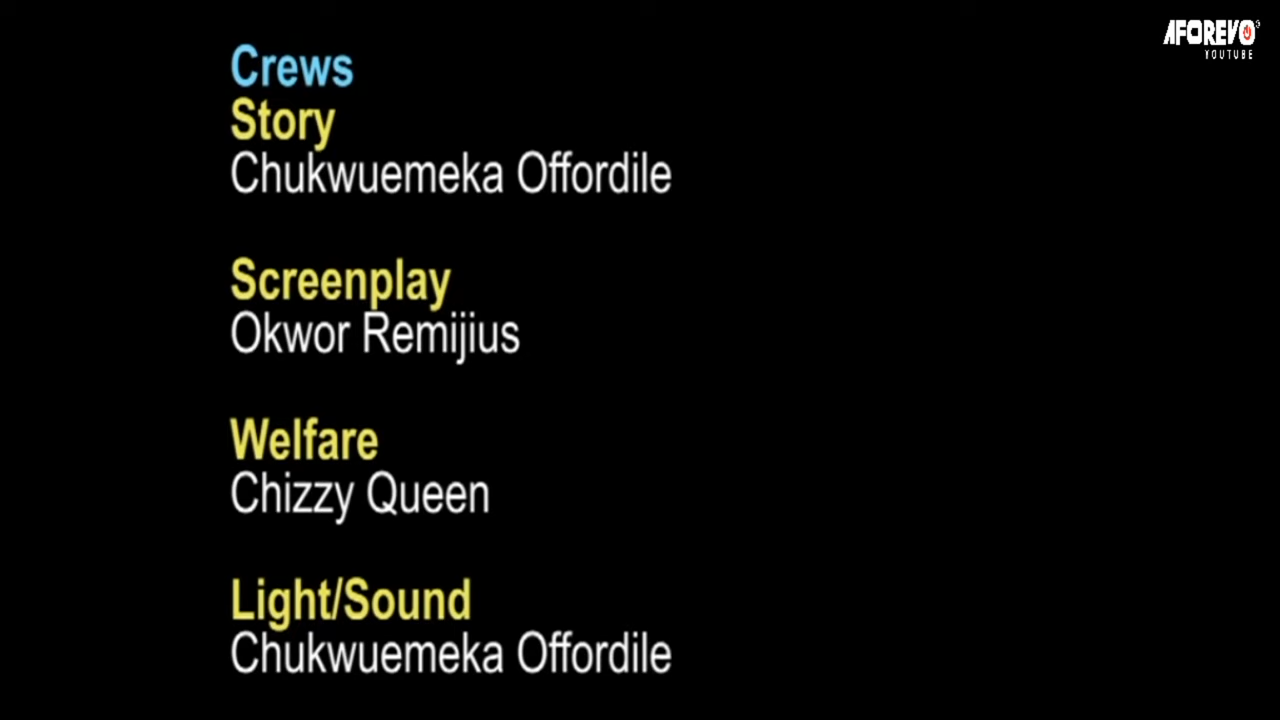 AFOREVO
YOUTUBE
Crews
Story
Chukwuemeka Offordile
Screenplay
Okwor Remijius
Welfare
Chizzy Queen
Light/Sound
Chukwuemeka Offordile